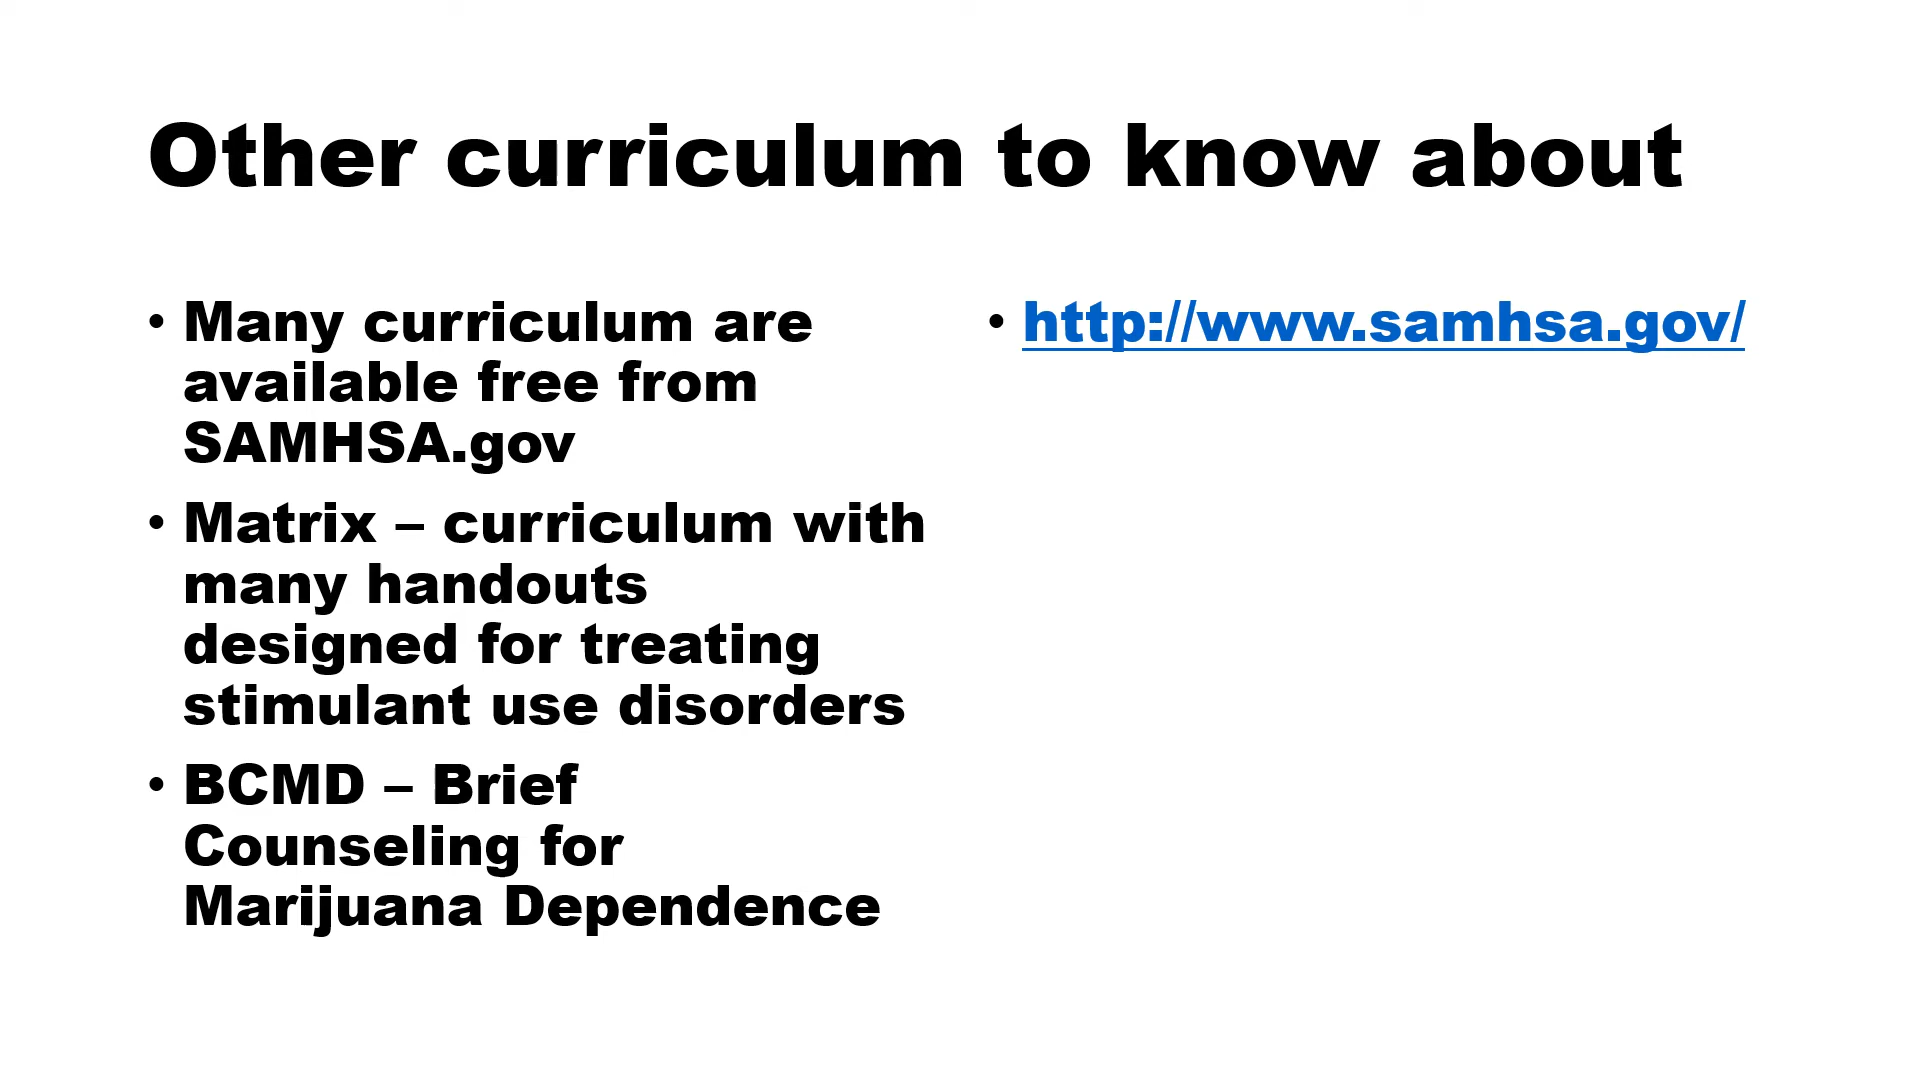 Other curriculum to know about
• Many curriculum are
available free from
SAMHSA.gov
• Matrix – curriculum with
many handouts
designed for treating
stimulant use disorders
• BCMD – Brief
Counseling for
Marijuana Dependence
• http://www.samhsa.gov/